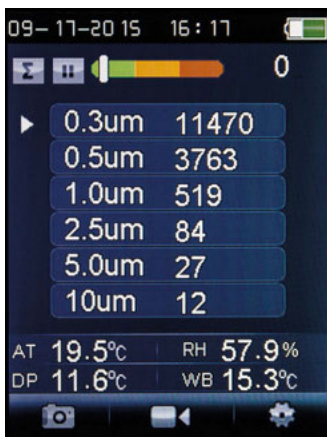 09-17-2015 16:17
Σ 0
0.3um 11470
0.5um 3763
1.0um 519
2.5um 84
5.0um 27
10um 12
AT 19.5°C RH 57.9%
DP 11.6°C WB 15.3°C